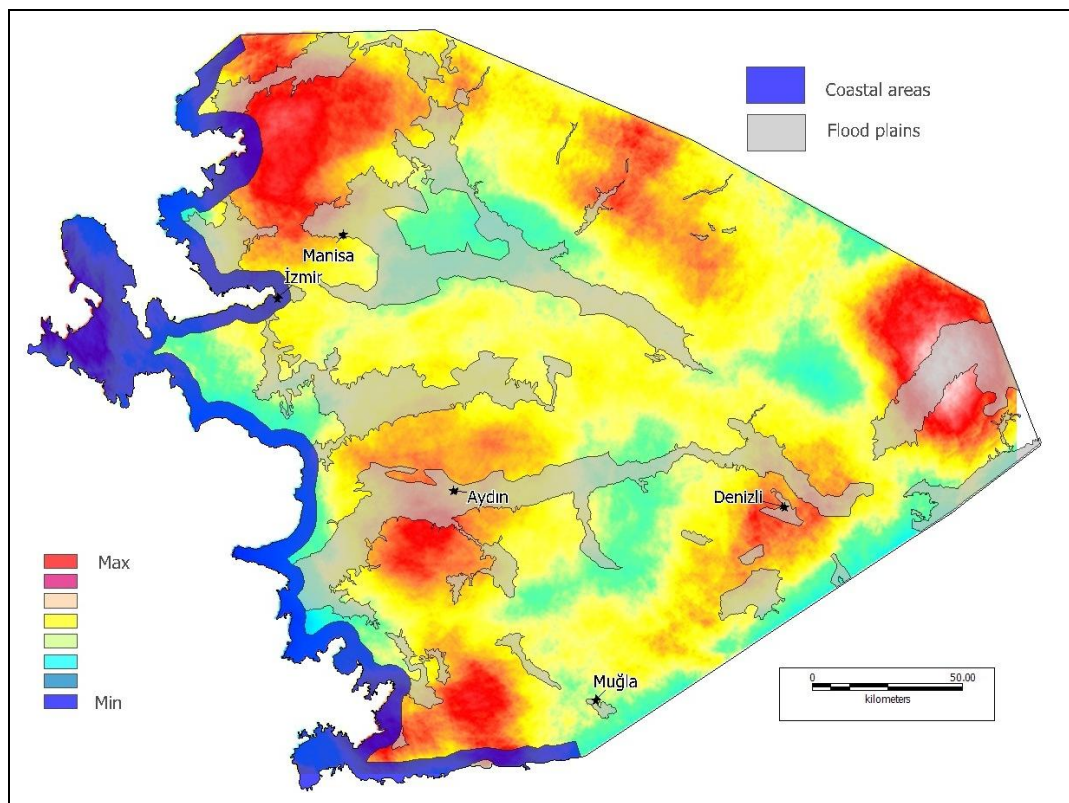 Coastal areas
Flood plains
Manisa
İzmir
Aydın
Denizli
Max
Min
Muğla
0 50.00
kilometers